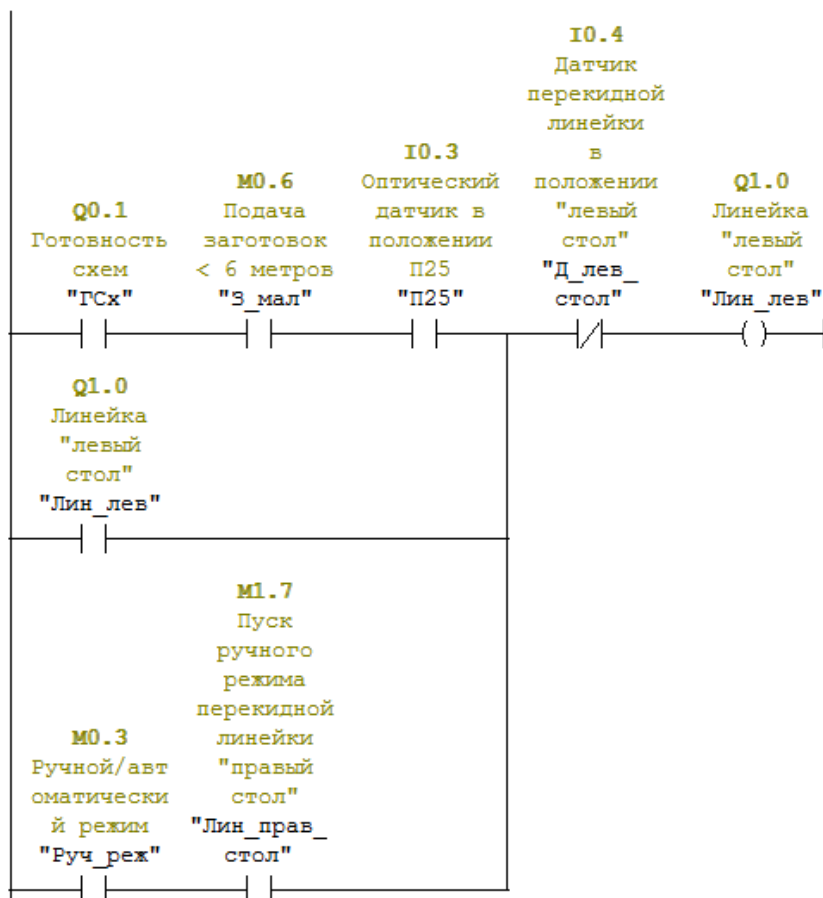 Q0.1
Готовность
схем
"ГСх"
M0.6
Подача
заготовок
< 6 метров
"З_мал"
I0.3
Оптический
датчик в
положении
П25
"П25"
I0.4
Датчик
перекидной
линейки
в
положении
"левый
стол"
"Д_лев_
стол"
Q1.0
Линейка
"левый
стол"
"Лин_лев"
Q1.0
Линейка
"левый
стол"
"Лин_лев"
M0.3
Ручной/авт
оматически
й режим
"Руч_реж"
M1.7
Пуск
ручного
режима
перекидной
линейки
"правый
стол"
"Лин_прав_
стол"